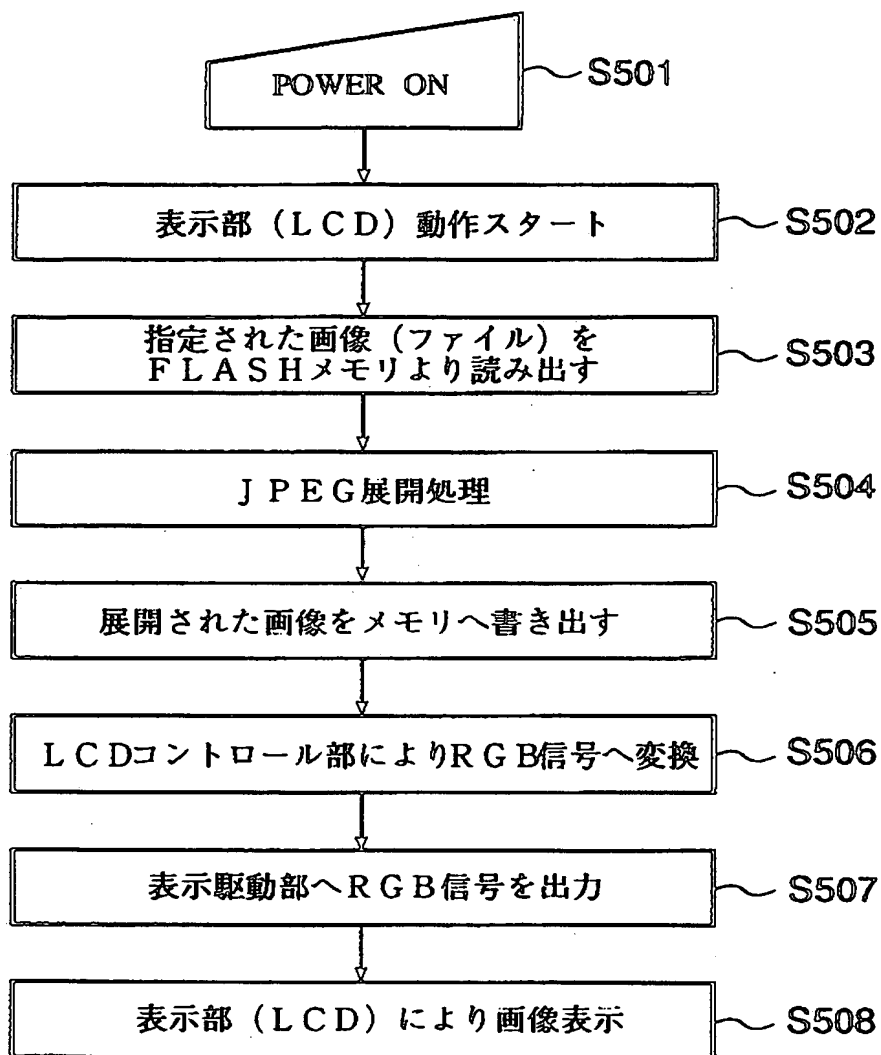 POWER ON
S501
表示部（LCD）動作スタート
S502
指定された画像（ファイル）を
FLASHメモリより読み出す
S503
JPEG展開処理
S504
展開された画像をメモリへ書き出す
S505
LCDコントロール部によりRGB信号へ変換
S506
表示駆動部へRGB信号を出力
S507
表示部（LCD）により画像表示
S508